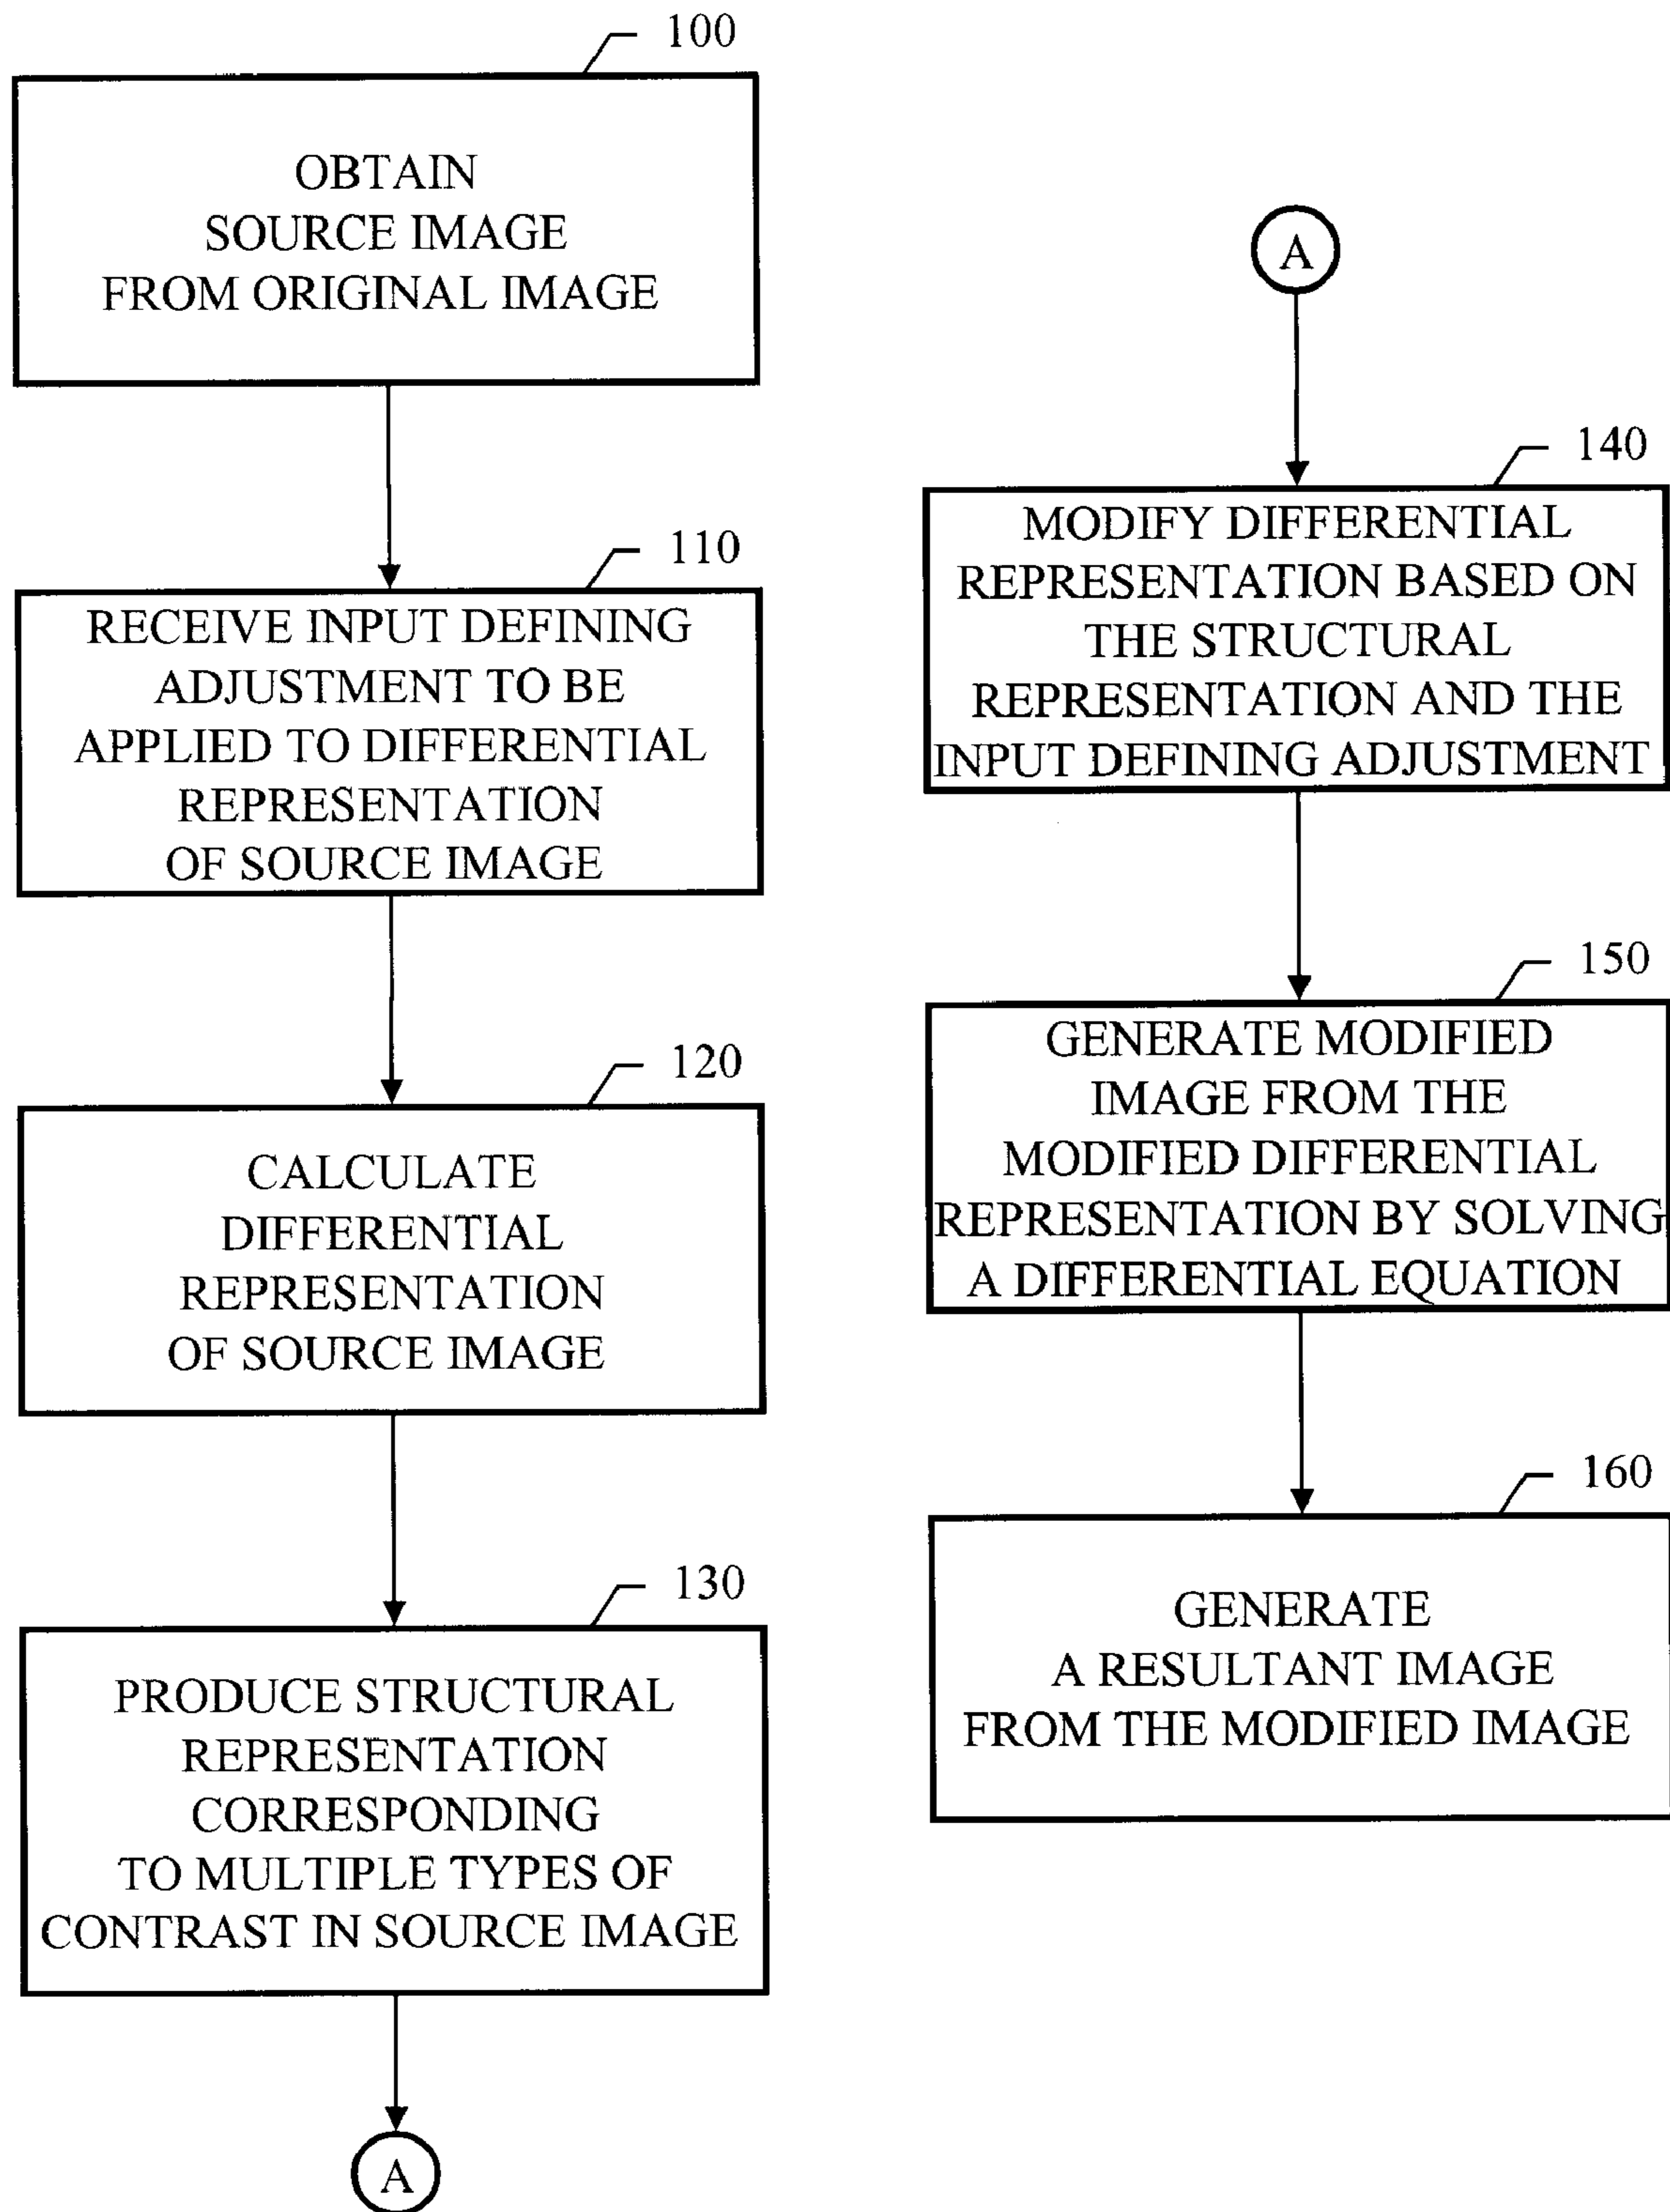 100
OBTAIN
SOURCE IMAGE
FROM ORIGINAL IMAGE
110
RECEIVE INPUT DEFINING
ADJUSTMENT TO BE
APPLIED TO DIFFERENTIAL
REPRESENTATION
OF SOURCE IMAGE
120
CALCULATE
DIFFERENTIAL
REPRESENTATION
OF SOURCE IMAGE
130
PRODUCE STRUCTURAL
REPRESENTATION
CORRESPONDING
TO MULTIPLE TYPES OF
CONTRAST IN SOURCE IMAGE
A
A
140
MODIFY DIFFERENTIAL
REPRESENTATION BASED ON
THE STRUCTURAL
REPRESENTATION AND THE
INPUT DEFINING ADJUSTMENT
150
GENERATE MODIFIED
IMAGE FROM THE
MODIFIED DIFFERENTIAL
REPRESENTATION BY SOLVING
A DIFFERENTIAL EQUATION
160
GENERATE
A RESULTANT IMAGE
FROM THE MODIFIED IMAGE